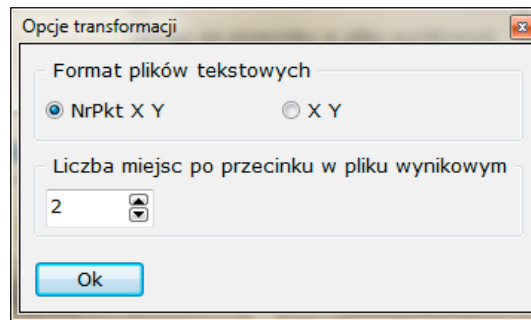 Opcje transformacji
Format plików tekstowych
NrPkt X Y X Y
Liczba miejsc po przecinku w pliku wynikowym
2
Ok